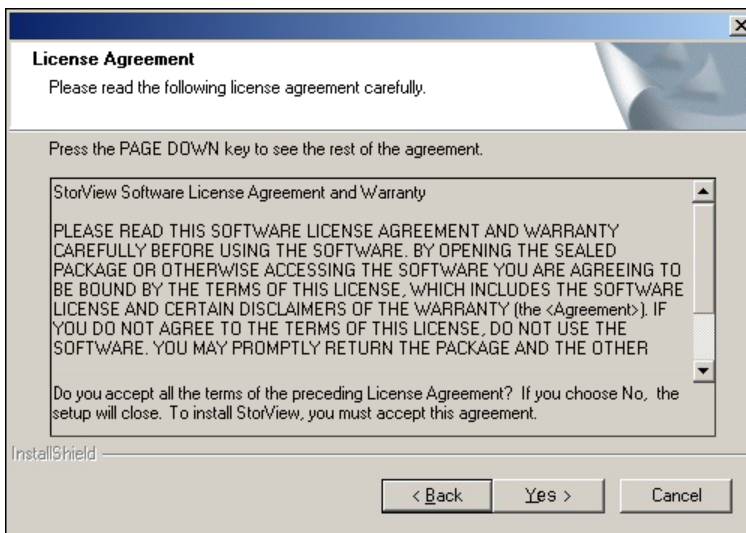 License Agreement
Please read the following license agreement carefully.
Press the PAGE DOWN key to see the rest of the agreement.
StorView Software License Agreement and Warranty
PLEASE READ THIS SOFTWARE LICENSE AGREEMENT AND WARRANTY
CAREFULLY BEFORE USING THE SOFTWARE. BY OPENING THE SEALED
PACKAGE OR OTHERWISE ACCESSING THE SOFTWARE YOU ARE AGREEING TO
BE BOUND BY THE TERMS OF THIS LICENSE, WHICH INCLUDES THE SOFTWARE
LICENSE AND CERTAIN DISCLAIMERS OF THE WARRANTY (the <Agreement>). IF
YOU DO NOT AGREE TO THE TERMS OF THIS LICENSE, DO NOT USE THE
SOFTWARE. YOU MAY PROMPTLY RETURN THE PACKAGE AND THE OTHER
Do you accept all the terms of the preceding License Agreement? If you choose No, the
setup will close. To install StorView, you must accept this agreement.
InstallShield
< Back Yes > Cancel